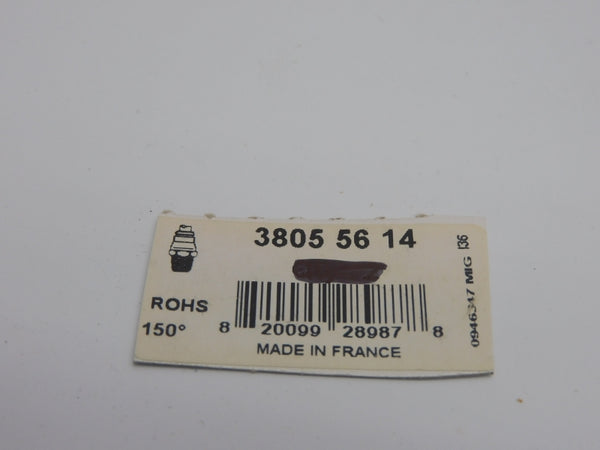 3805 56 14
ROHS
150°
8 20099 28987 8
MADE IN FRANCE
0946347 MIG 136